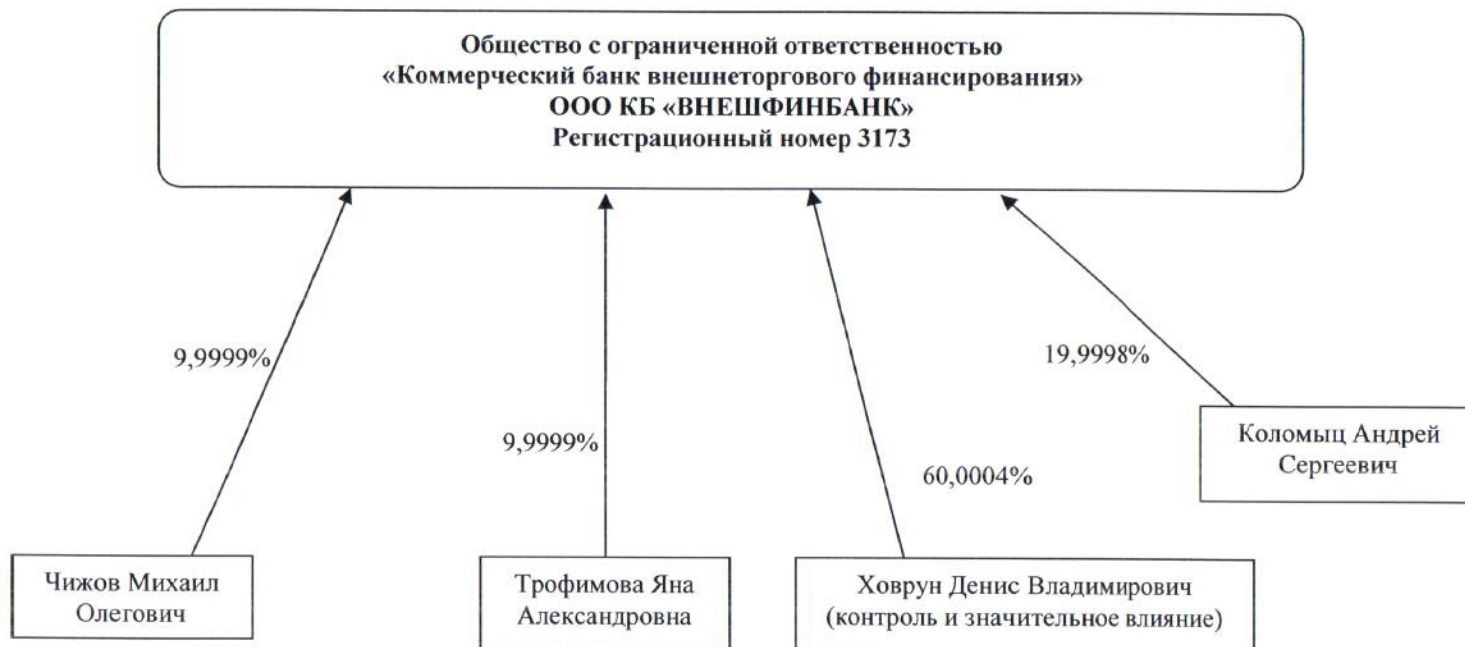 Общество с ограниченной ответственностью
«Коммерческий банк внешнеторгового финансирования»
ООО КБ «ВНЕШФИНБАНК»
Регистрационный номер 3173
9,9999%
9,9999%
60,0004%
19,9998%
Чижов Михаил
Олегович
Трофимова Яна
Александровна
Ховрун Денис Владимирович
(контроль и значительное влияние)
Коломыц Андрей
Сергеевич